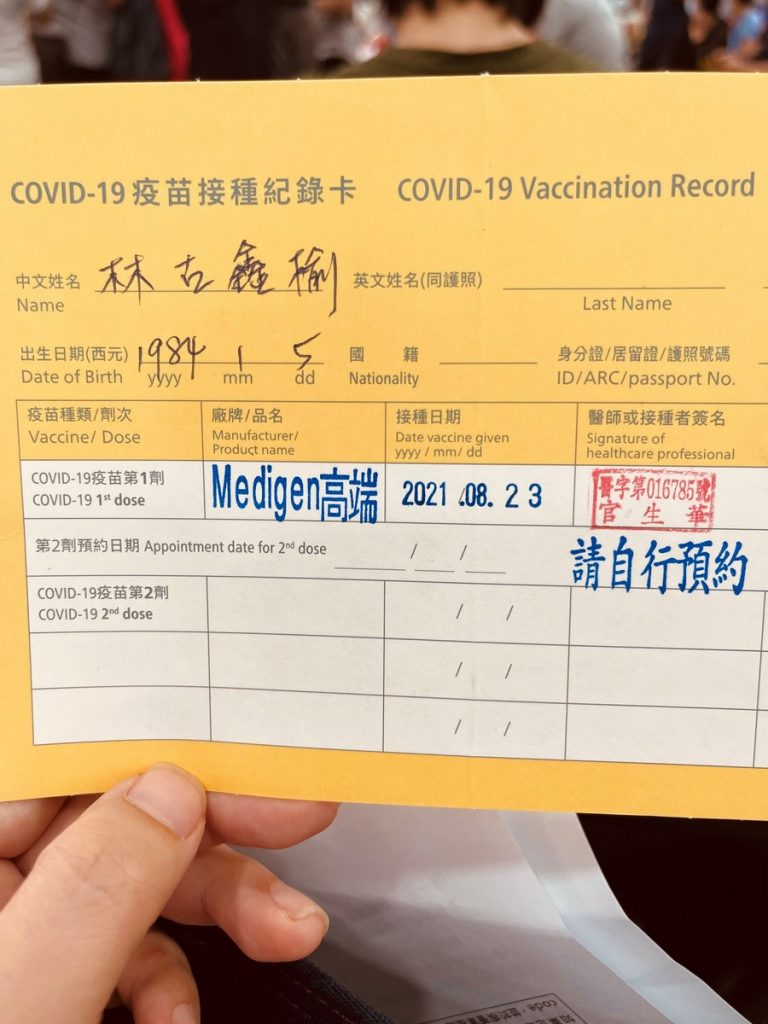 COVID-19 疫苗接種紀錄卡 COVID-19 Vaccination Record
中文姓名 林古鑫榆 英文姓名(同護照)
Name Last Name
出生日期(西元) 1984 1 5 國 籍 身分證/居留證/護照號碼
Date of Birth yyyy mm dd Nationality ID/ARC/passport No.
疫苗種類/劑次 廠牌/品名 接種日期 醫師或接種者簽名
Vaccine/ Dose Manufacturer/ Product name Date vaccine given yyyy / mm/ dd Signature of healthcare professional
COVID-19疫苗第1劑 Medigen高端 2021.08.23 醫字第016785號
COVID-19 1st dose 官生華
第2劑預約日期 Appointment date for 2nd dose / / 請自行預約
COVID-19疫苗第2劑
COVID-19 2nd dose / /
/ /
/ /
code